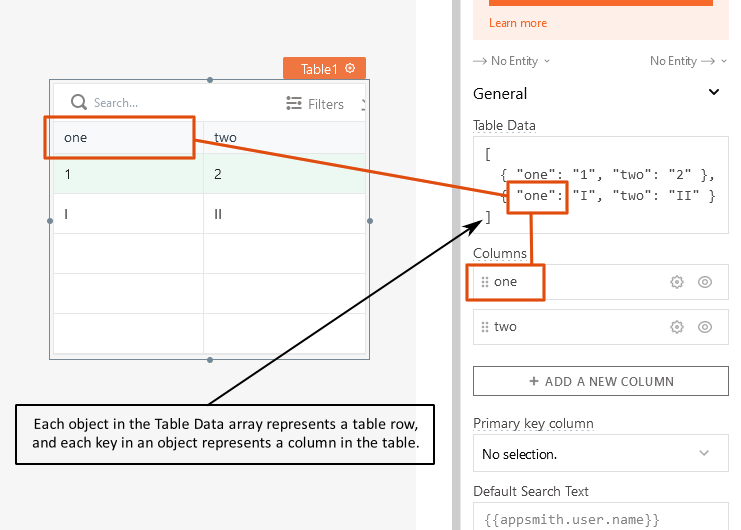 Learn more
No Entity
No Entity
General
Table Data
[
{ "one": "1", "two": "2" },
{ "one": "I", "two": "II" }
]
Columns
one
two
+ ADD A NEW COLUMN
Primary key column
No selection.
Default Search Text
{{appsmith.user.name}}
Table1
Search...
Filters
one two
1 2
I II
Each object in the Table Data array represents a table row,
and each key in an object represents a column in the table.